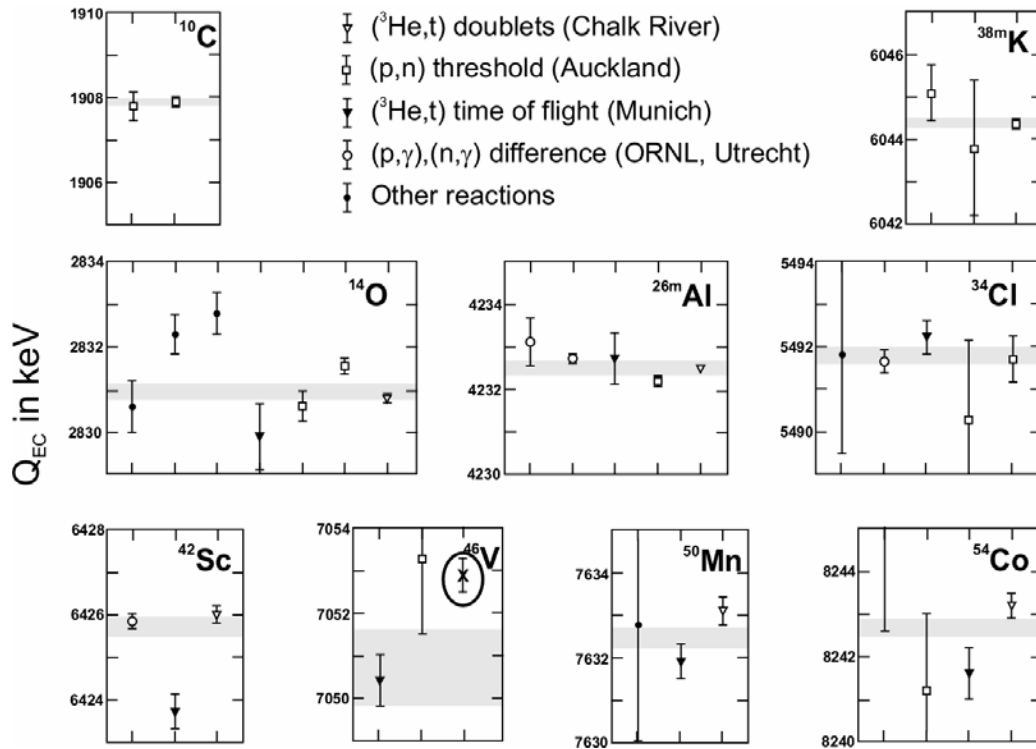 1910
1908
1906
¹⁰C
(³He,t) doublets (Chalk River)
(p,n) threshold (Auckland)
(³He,t) time of flight (Munich)
(p,γ),(n,γ) difference (ORNL, Utrecht)
Other reactions
³⁸ᵐK
6046
6044
6042
Q_EC in keV
2834
2832
2830
¹⁴O
4234
4232
4230
²⁶ᵐAl
5494
5492
5490
³⁴Cl
6428
6426
6424
⁴²Sc
7054
7052
7050
⁴⁶V
7634
7632
7630
⁵⁰Mn
8244
8242
8240
⁵⁴Co